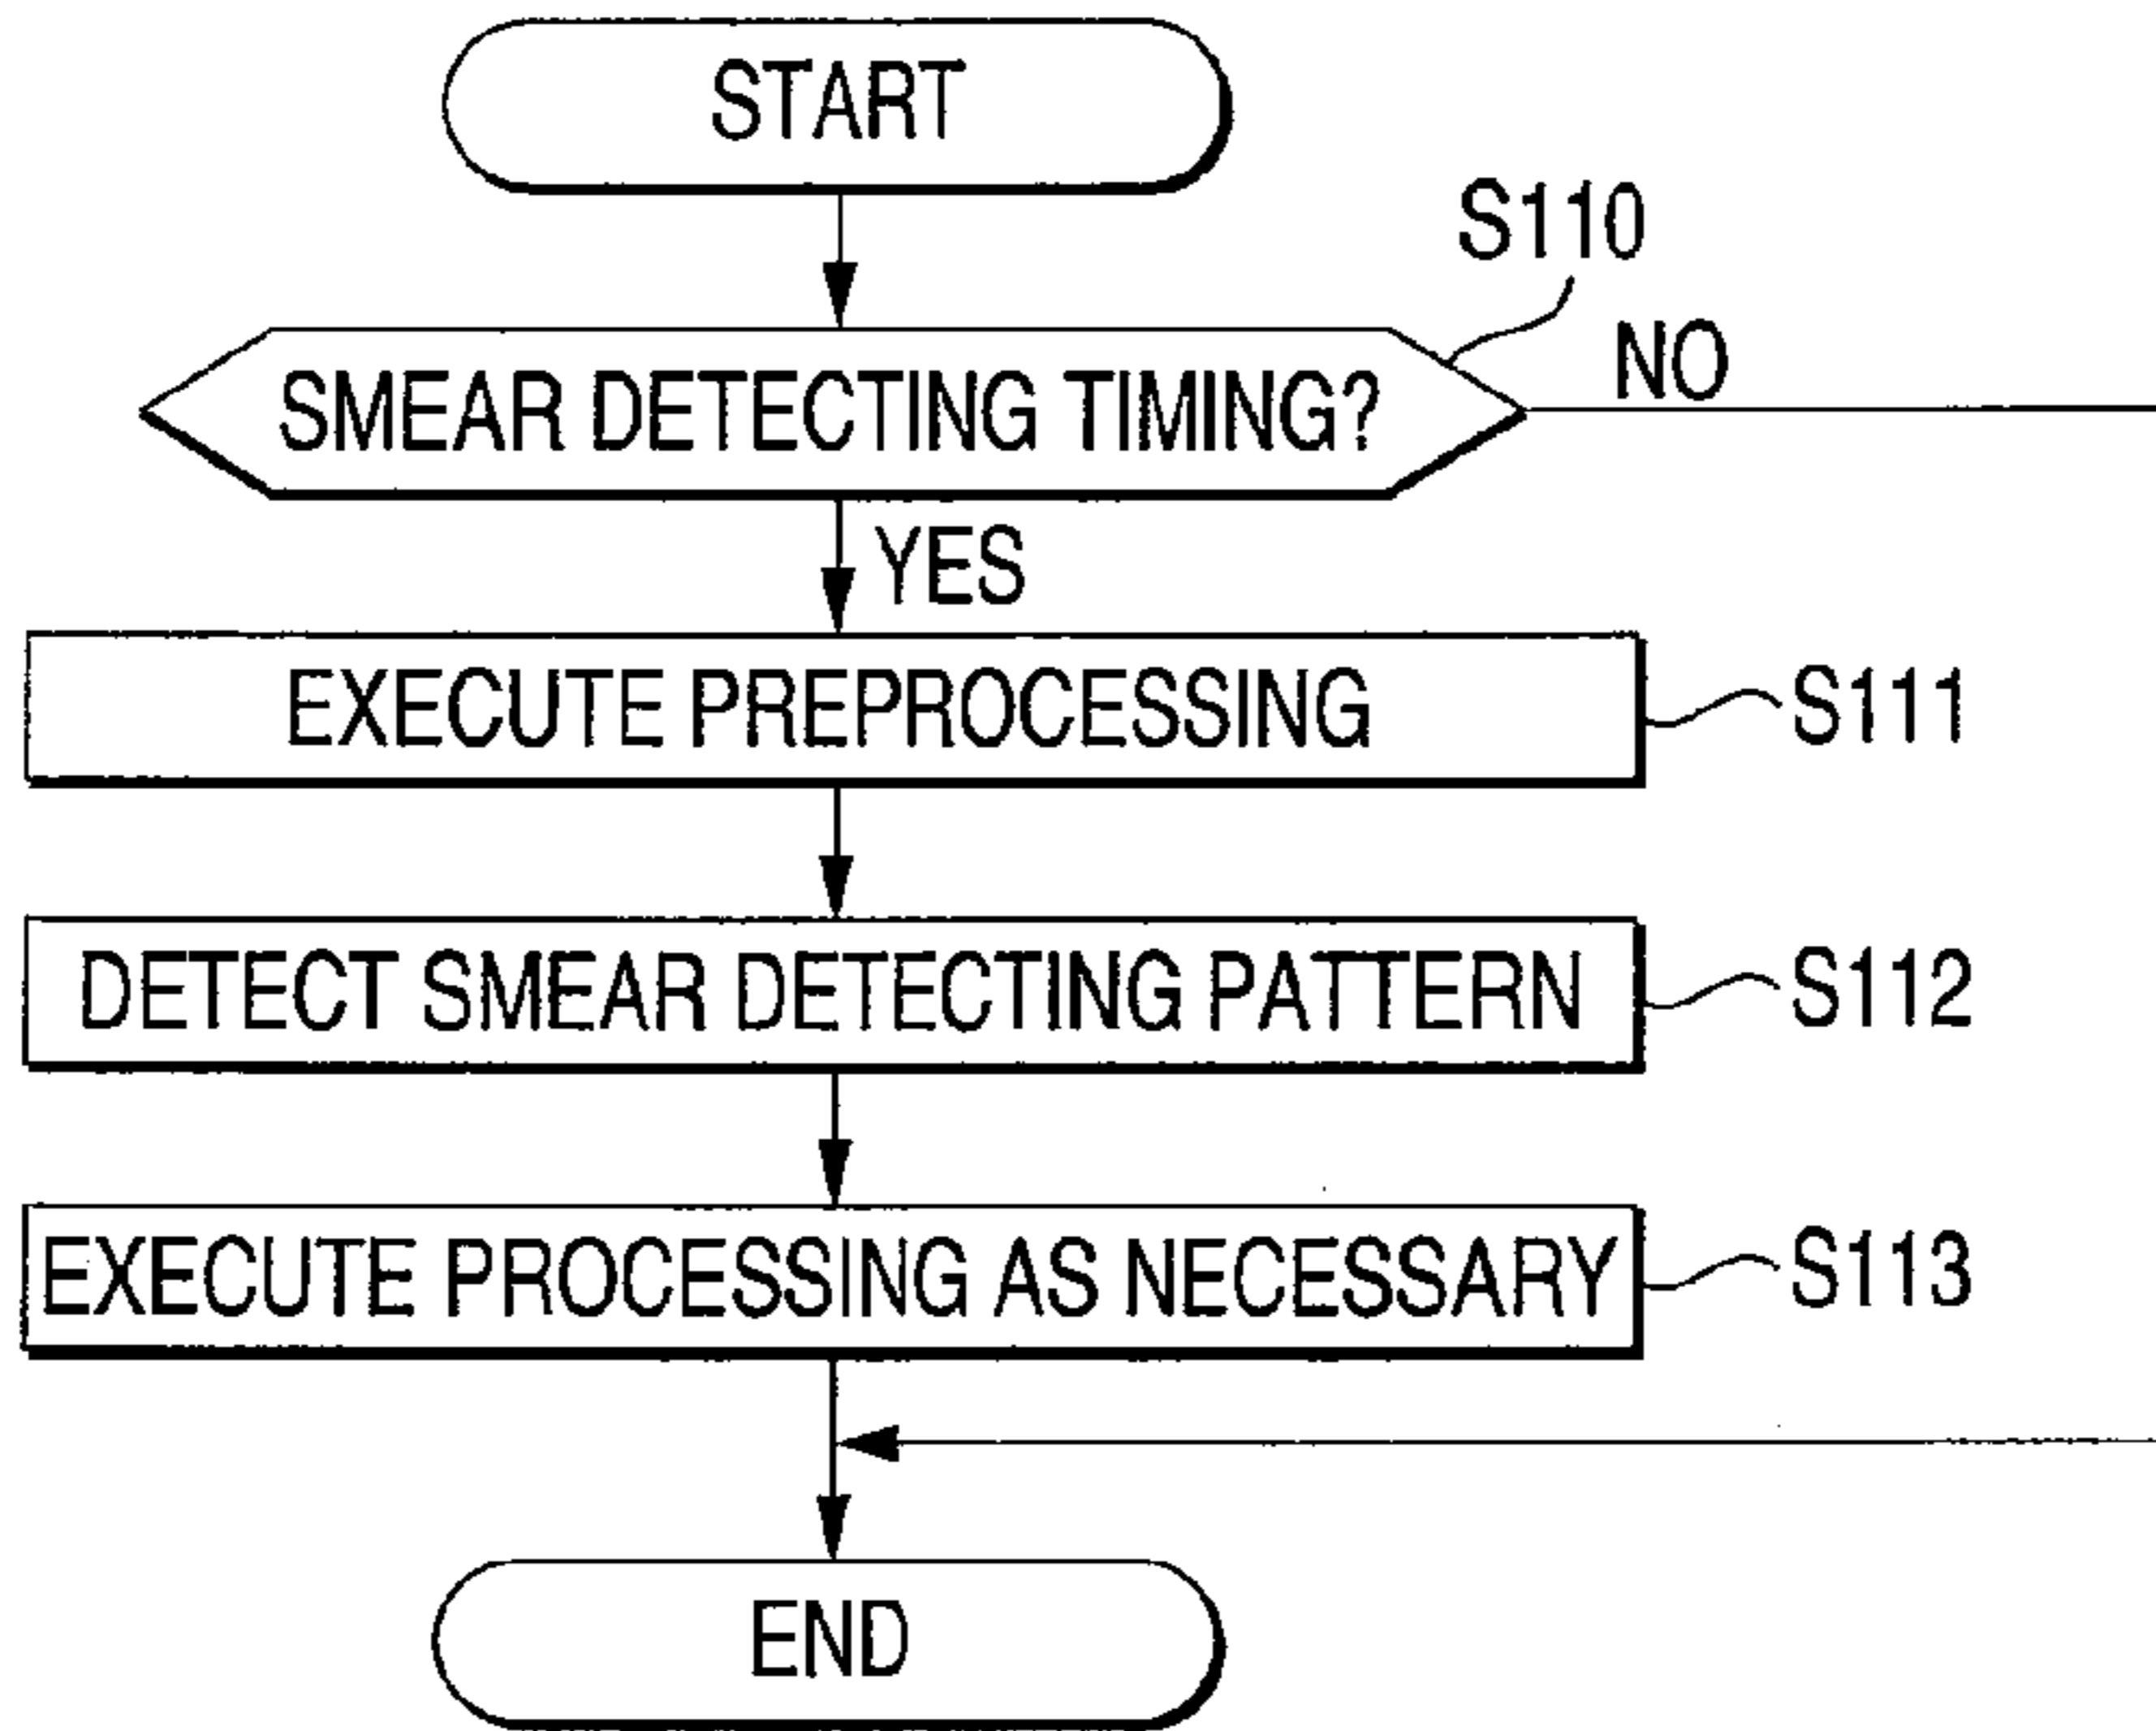 START
S110
SMEAR DETECTING TIMING?
NO
YES
EXECUTE PREPROCESSING
S111
DETECT SMEAR DETECTING PATTERN
S112
EXECUTE PROCESSING AS NECESSARY
S113
END